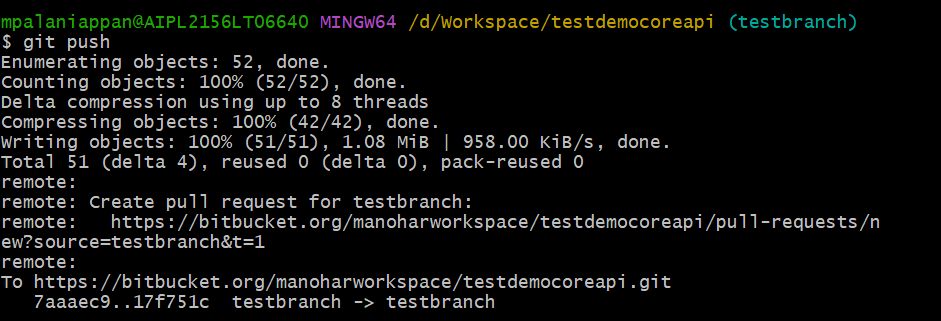 mpalaniappan@AIPL2156LT06640 MINGW64 /d/Workspace/testdemocoreapi (testbranch)
$ git push
Enumerating objects: 52, done.
Counting objects: 100% (52/52), done.
Delta compression using up to 8 threads
Compressing objects: 100% (42/42), done.
Writing objects: 100% (51/51), 1.08 MiB | 958.00 KiB/s, done.
Total 51 (delta 4), reused 0 (delta 0), pack-reused 0
remote:
remote: Create pull request for testbranch:
remote:   https://bitbucket.org/manoharworkspace/testdemocoreapi/pull-requests/n
ew?source=testbranch&t=1
remote:
To https://bitbucket.org/manoharworkspace/testdemocoreapi.git
   7aaaec9..17f751c  testbranch -> testbranch